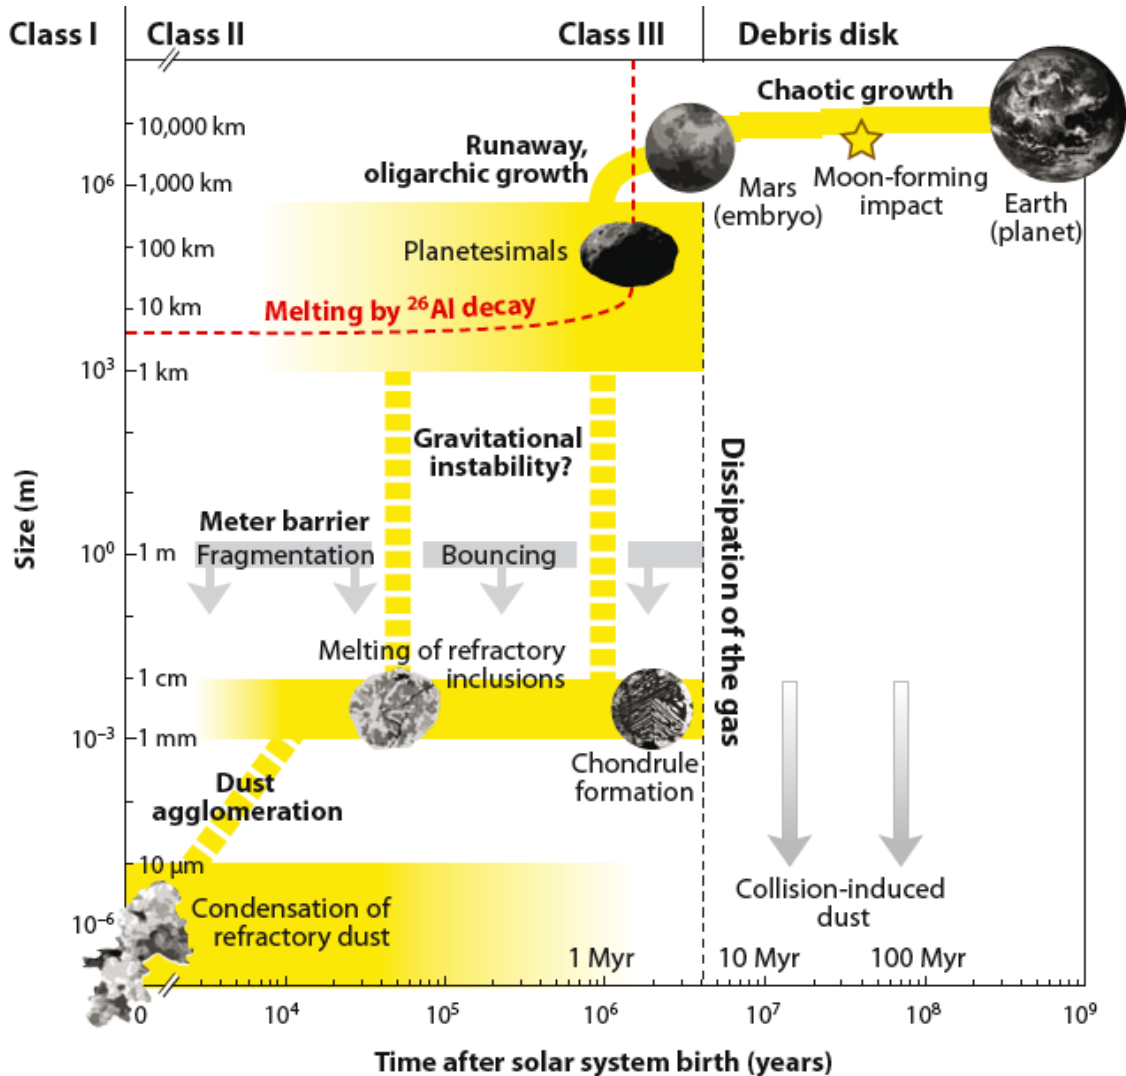 Class I
Class II
Class III
Debris disk
Chaotic growth
10,000 km
Runaway,
oligarchic growth
10⁶
1,000 km
Mars
(embryo)
Moon-forming
impact
Earth
(planet)
100 km
Planetesimals
10 km
Melting by ²⁶Al decay
10³
1 km
Gravitational
instability?
Size (m)
Meter barrier
10⁰
1 m
Fragmentation
Bouncing
Dissipation of the gas
Melting of refractory
inclusions
1 cm
10⁻³
1 mm
Chondrule
formation
Dust
agglomeration
10 µm
Collision-induced
dust
10⁻⁶
Condensation of
refractory dust
1 Myr
10 Myr
100 Myr
0
10⁴
10⁵
10⁶
10⁷
10⁸
10⁹
Time after solar system birth (years)